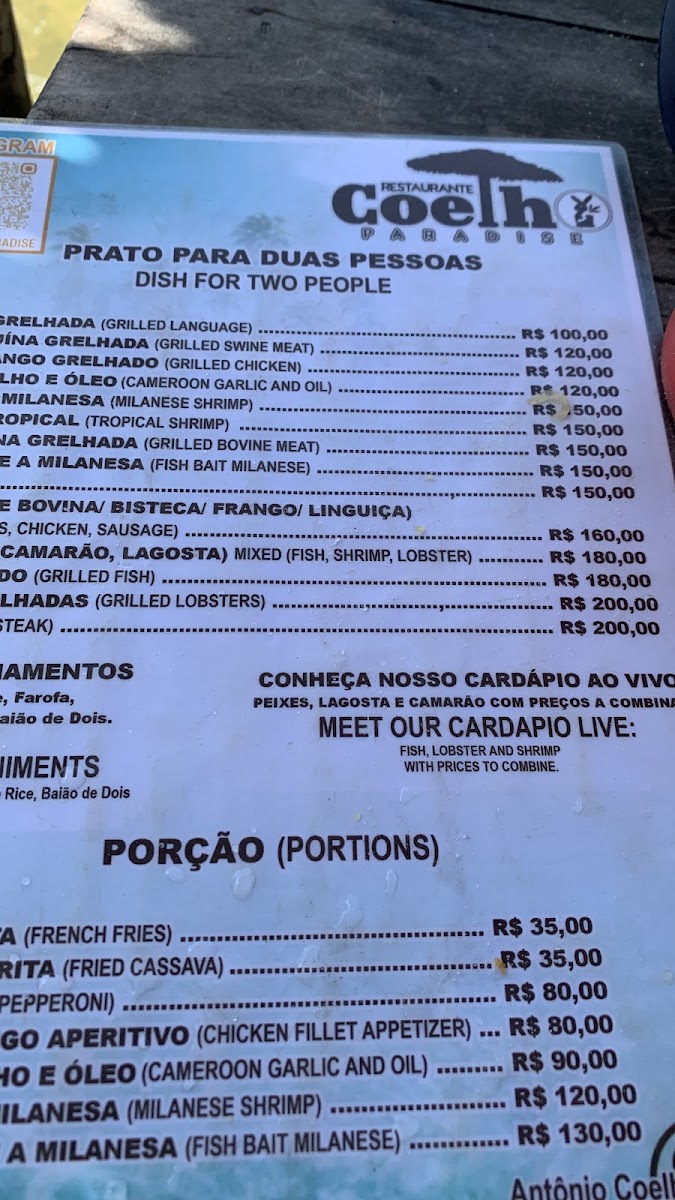 GRAM
ADISE
RESTAURANTE
Coelho
PARADISE
PRATO PARA DUAS PESSOAS
DISH FOR TWO PEOPLE
GRELHADA (GRILLED LANGUAGE) R$ 100,00
UÍNA GRELHADA (GRILLED SWINE MEAT) R$ 120,00
ANGO GRELHADO (GRILLED CHICKEN) R$ 120,00
LHO E ÓLEO (CAMEROON GARLIC AND OIL) R$ 120,00
MILANESA (MILANESE SHRIMP) R$ 150,00
ROPICAL (TROPICAL SHRIMP) R$ 150,00
NA GRELHADA (GRILLED BOVINE MEAT) R$ 150,00
E A MILANESA (FISH BAIT MILANESE) R$ 150,00
R$ 150,00
E BOVINA/ BISTECA/ FRANGO/ LINGUIÇA)
S, CHICKEN, SAUSAGE) R$ 160,00
CAMARÃO, LAGOSTA) MIXED (FISH, SHRIMP, LOBSTER) R$ 180,00
DO (GRILLED FISH) R$ 180,00
LHADAS (GRILLED LOBSTERS) R$ 200,00
STEAK) R$ 200,00
HAMENTOS
e, Farofa,
aião de Dois.
NIMENTS
Rice, Baião de Dois
CONHEÇA NOSSO CARDÁPIO AO VIVO
PEIXES, LAGOSTA E CAMARÃO COM PREÇOS A COMBINA
MEET OUR CARDAPIO LIVE:
FISH, LOBSTER AND SHRIMP
WITH PRICES TO COMBINE.
PORÇÃO (PORTIONS)
TA (FRENCH FRIES) R$ 35,00
RITA (FRIED CASSAVA) R$ 35,00
PEPPERONI) R$ 80,00
GO APERITIVO (CHICKEN FILLET APPETIZER) ... R$ 80,00
HO E ÓLEO (CAMEROON GARLIC AND OIL) R$ 90,00
MILANESA (MILANESE SHRIMP) R$ 120,00
A MILANESA (FISH BAIT MILANESE) R$ 130,00
Antônio Coelh